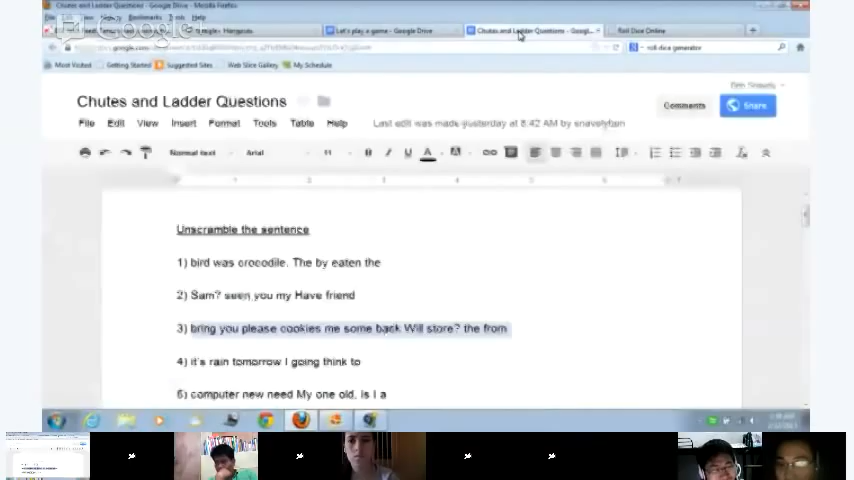 Chutes and Ladder Questions - Google Drive - Mozilla Firefox
Let's play a game - Google Drive
Chutes and Ladder Questions - Googl...
Roll Dice Online
roll dice generator
Most Visited Getting Started Suggested Sites Web Slice Gallery My Schedule
Chutes and Ladder Questions
Comments
Share
File Edit View Insert Format Tools Table Help
Last edit was made yesterday at 8:42 AM by snavelyben
Normal text Arial 11
Unscramble the sentence
1) bird was crocodile. The by eaten the
2) Sam? seen you my Have friend
3) bring you please cookies me some back Will store? the from
4) it's rain tomorrow I going think to
5) computer new need My one old, is I a